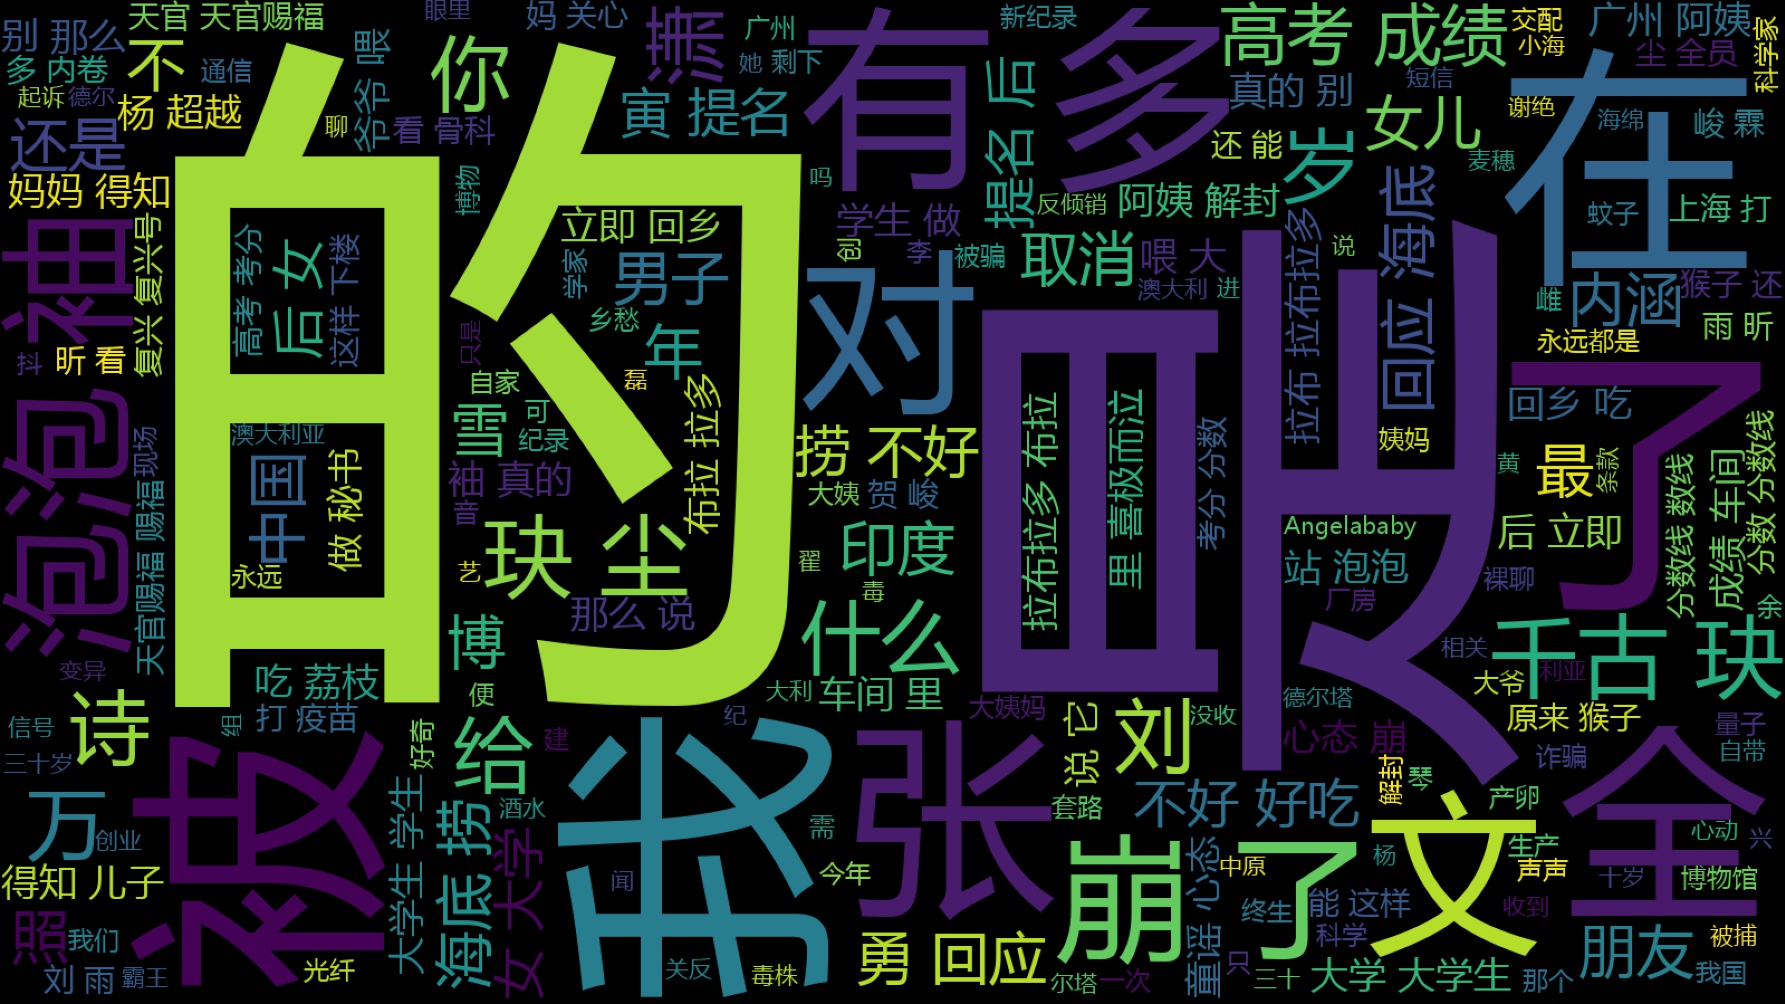 天官 天官赐福
眼里
妈 关心
潇
广州
新纪录
高考 成绩
交配
广州 阿姨
别 那么
不
你
她 剩下
小海
尘 全员
科学家
多 内卷
通信
爷爷 喂
寅 提名
有多
真的 别
短信
起诉
德尔
杨 超越
聊
看 骨科
提名 后
女儿
谢绝
海绵
峻 霖
在
还是
还 能
岁
麦穗
妈妈 得知
博物
吗
反倾销
阿姨 解封
蚊子
上海 打
的
立即 回乡
学生 做
袖
复兴 复兴号
高考 考分
后 女
这样 下楼
学家
男子
创
李
被骗
取消
喂 大
拉布 拉布拉多
说
回应 海底
澳大利
进
雌
内涵
猴子 还
对
乡愁
只是
年
永远都是
雨 昕
抖
昕 看
自家
磊
布拉 拉多
了
泡泡
可
雪
纪录
拉布拉多 布拉
里 喜极而泣
考分 分数
回乡 吃
姨妈
澳大利亚
现场
捞 不好
最
条款
分数线 数线
成绩 车间
分数 分数线
中国
做 秘书
袖 真的
大姨
贺 峻
黄
天官赐福 赐福
音
Angelababy
后 立即
玦 尘
印度
永远
艺
翟
站 泡泡
裸聊
毒
厂房
那么 说
什么
余
博
千古 玦
相关
变异
吃 荔枝
便
大利
车间 里
大姨妈
德尔塔
大爷
利亚
诗
信号
组
打 疫苗
好奇
纪
没收
说 它
刘
原来 猴子
量子
三十岁
给
建
心态 崩
诈骗
自带
波
我
张
解封
琴
全
万
创业
大学生 学生
海底 捞
酒水
女 大学
需
套路
不好 好吃
产卵
心动
兴
文
崩
了
杨
生产
得知 儿子
闻
今年
童谣 心态
中原
声声
十岁
博物馆
照
我们
勇 回应
终生
能 这样
收到
科学
朋友
被捕
刘 雨
霸王
光纤
关反
毒株
尔塔
一次
只
三十
大学 大学生
那个
我国